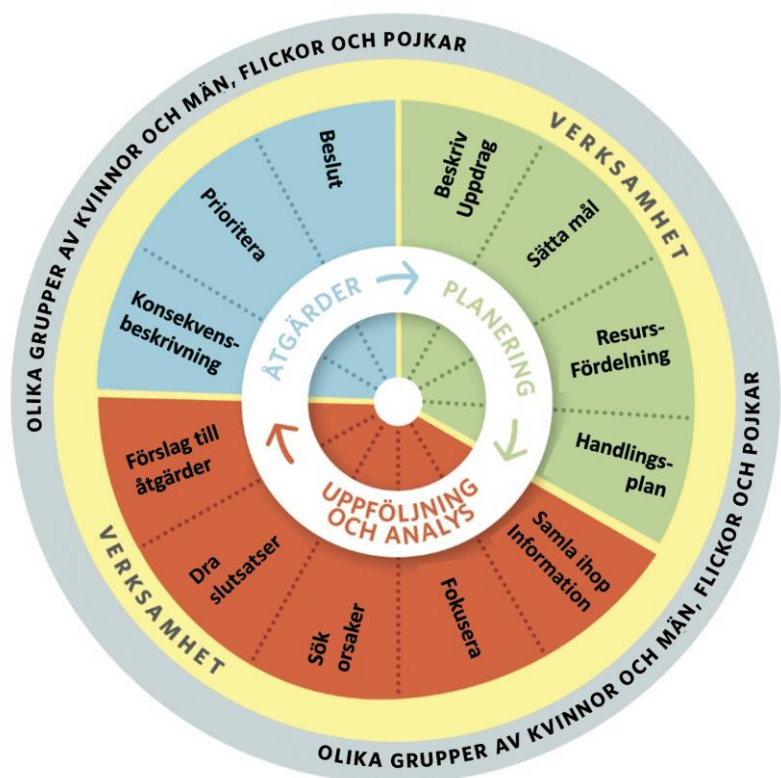 OLIKA GRUPPER AV KVINNOR OCH MÄN, FLICKOR OCH POJKAR
VERKSAMHET
Beskriv
Uppdrag
Sätta mål
Resurs-
Fördelning
Handlings-
plan
Samla ihop
Information
Fokusera
Sök
orsaker
Dra
slutsatser
Förslag till
åtgärder
Konsekvens-
beskrivning
Prioritera
Beslut
ÅTGÄRDER
PLANERING
UPPFÖLJNING
OCH ANALYS
VERKSAMHET
OLIKA GRUPPER AV KVINNOR OCH MÄN, FLICKOR OCH POJKAR